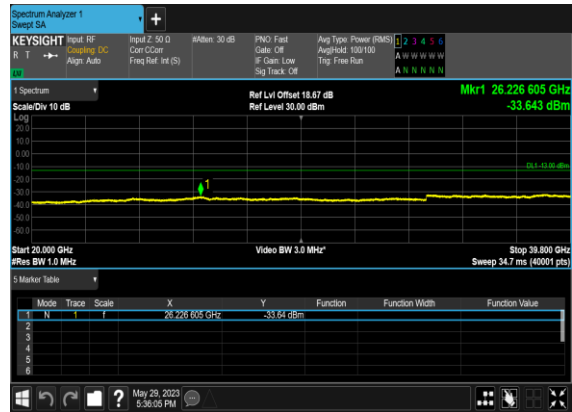 Spectrum Analyzer 1
Swept SA
+
KEYSIGHT Input: RF Input Z: 50 Ω #Atten: 30 dB PNO: Fast Avg Type: Power (RMS) 1 2 3 4 5 6
R T Coupling: DC Corr CCorr Gate: Off Avg|Hold: 100/100 A W W W W W
Align: Auto Freq Ref: Int (S) IF Gain: Low Trig: Free Run
Sig Track: Off A N N N N N
1 Spectrum Ref Lvl Offset 18.67 dB Mkr1 26.226 605 GHz
Scale/Div 10 dB Ref Level 30.00 dBm -33.643 dBm
Log
20.0
10.0
0.00
-10.0 DL1 -13.00 dBm
-20.0
-30.0 1
-40.0
-50.0
-60.0
Start 20.000 GHz Video BW 3.0 MHz* Stop 39.800 GHz
#Res BW 1.0 MHz Sweep 34.7 ms (40001 pts)
5 Marker Table
Mode Trace Scale X Y Function Function Width Function Value
1 N 1 f 26.226 605 GHz -33.64 dBm
2
3
4
5
6
? May 29, 2023
5:36:05 PM